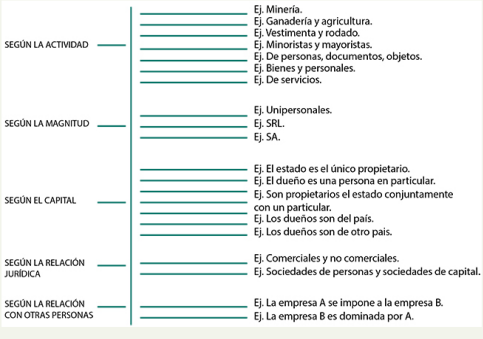 Ej. Minería.
Ej. Ganadería y agricultura.
Ej. Vestimenta y rodado.
SEGÚN LA ACTIVIDAD
Ej. Minoristas y mayoristas.
Ej. De personas, documentos, objetos.
Ej. Bienes y personales.
Ej. De servicios.
Ej. Unipersonales.
SEGÚN LA MAGNITUD
Ej. SRL.
Ej. SA.
Ej. El estado es el único propietario.
Ej. El dueño es una persona en particular.
Ej. Son propietarios el estado conjuntamente
SEGÚN EL CAPITAL
con un particular.
Ej. Los dueños son del país.
Ej. Los dueños son de otro pais.
SEGÚN LA RELACIÓN
JURÍDICA
Ej. Comerciales y no comerciales.
Ej. Sociedades de personas y sociedades de capital.
SEGÚN LA RELACIÓN
CON OTRAS PERSONAS
Ej. La empresa A se impone a la empresa B.
Ej. La empresa B es dominada por A.